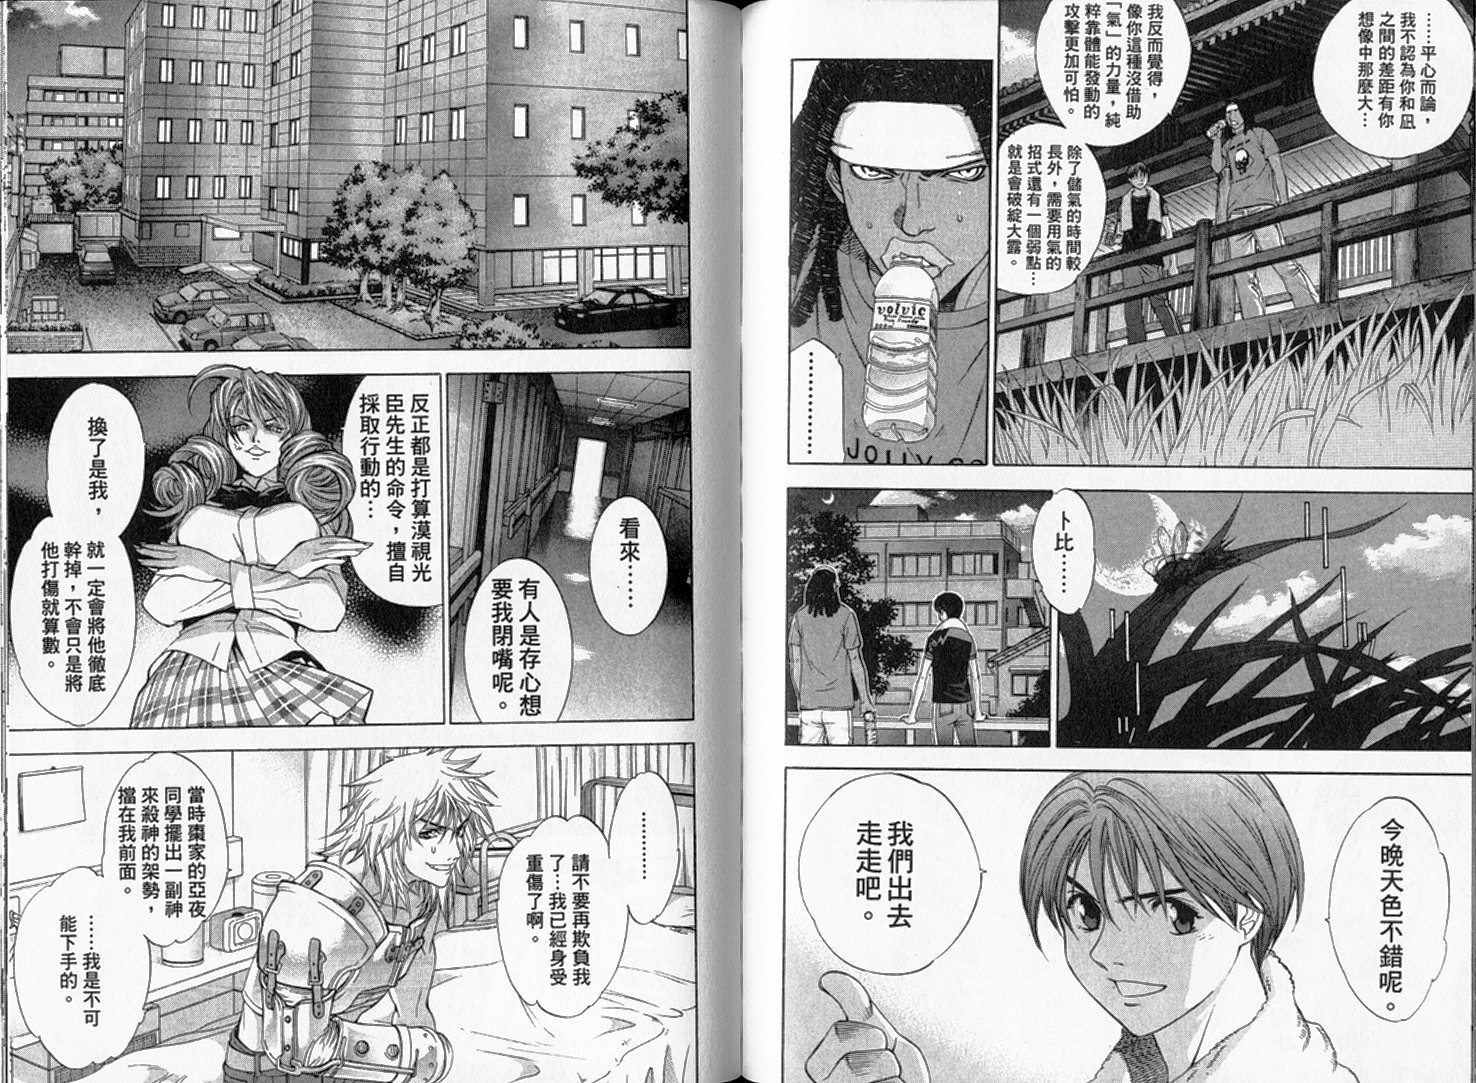 ……平心而論，
我不認為你和凪
之間的差距有你
想像中那麼大…
我反而覺得，
像你這種沒借助
「氣」的力量，純
粹靠體能發動的
攻擊更加可怕。
除了儲氣的時間較
長外，需要用氣的
招式還有一個弱點…
就是會破綻大露。
volvic
JOLLY
…………
卜比……
今晚天色不錯呢。
我們出去
走走吧。
看來……
有人是存心想
要我閉嘴呢。
反正都是打算漠視光
臣先生的命令，擅自
採取行動的…
換了是我，
就一定會將他徹底
幹掉，不會只是將
他打傷就算數。
…………
請不要再欺負我
了…我已經身受
重傷了啊。
當時棗家的亞夜
同學擺出一副神
來殺神的架勢，
擋在我前面。
……我是不可
能下手的。